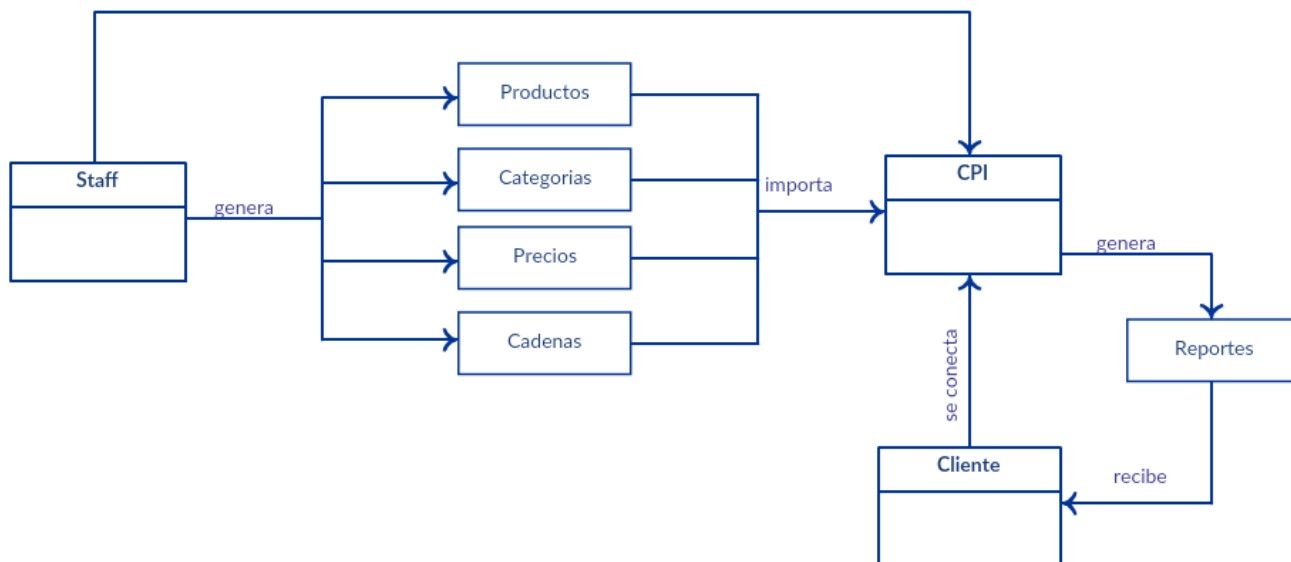 Productos
Staff
Categorias
CPI
importa
genera
Precios
genera
Cadenas
Reportes
se conecta
Cliente
recibe